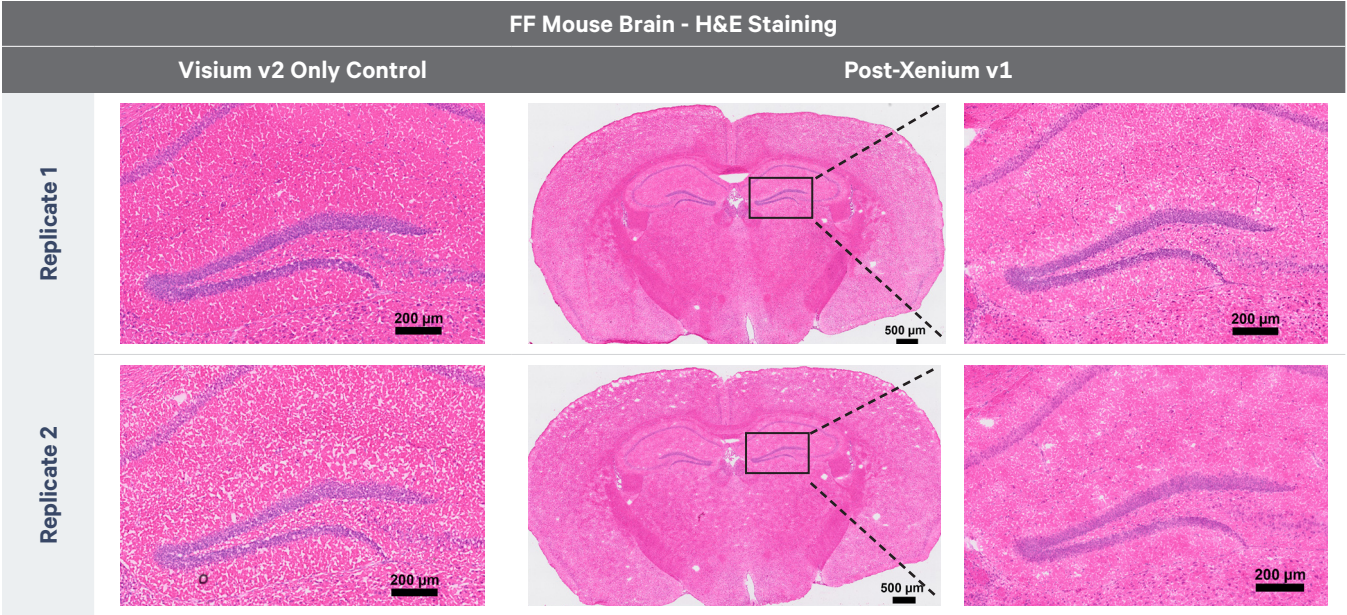 FF Mouse Brain - H&E Staining
Visium v2 Only Control
Post-Xenium v1
Replicate 1
200 µm
500 µm
200 µm
Replicate 2
200 µm
500 µm
200 µm